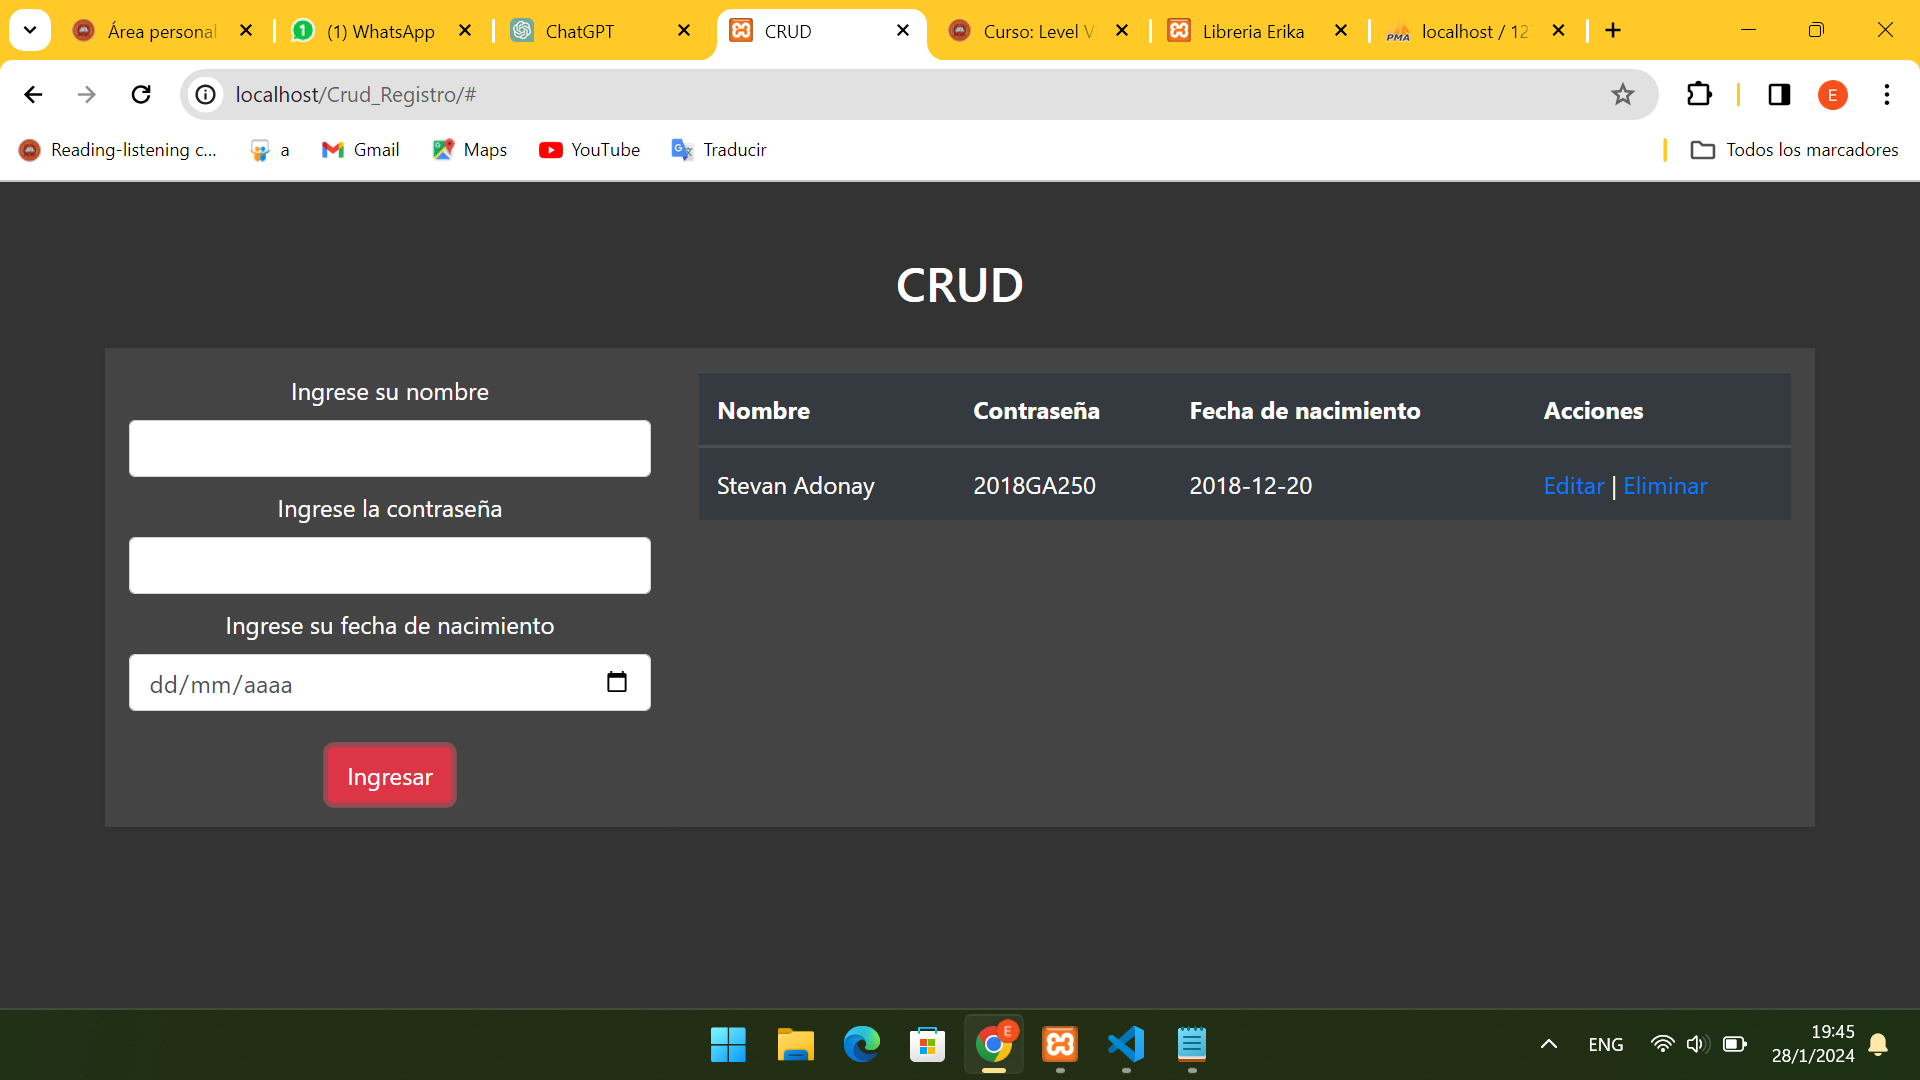 Área personal
(1) WhatsApp
ChatGPT
CRUD
Curso: Level V
Libreria Erika
PMA
localhost / 12
localhost/Crud_Registro/#
E
Reading-listening c...
a
Gmail
Maps
YouTube
Traducir
Todos los marcadores
CRUD
Ingrese su nombre
Ingrese la contraseña
Ingrese su fecha de nacimiento
dd/mm/aaaa
Ingresar
Nombre Contraseña Fecha de nacimiento Acciones
Stevan Adonay 2018GA250 2018-12-20 Editar | Eliminar
E
ENG
19:45
28/1/2024